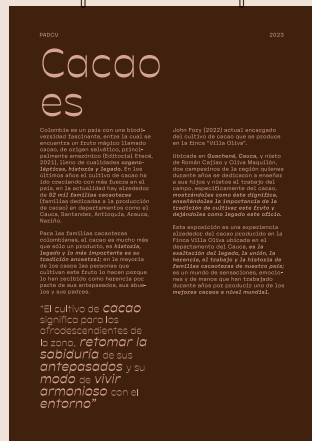 PADCV
2023
Cacao
es
Colombia es un país con una biodi-
versidad fascinante, entre la cual se
encuentra un fruto mágico llamado
cacao, de origen selvático, princi-
palmente amazónico (Editorial Etecé,
2021), lleno de cualidades organo-
lépticas, historia y legado. En los
últimos años el cultivo de cacao ha
ido creciendo con más fuerza en el
país, en la actualidad hay alrededor
de 52 mil familias cacaoteras
(familias dedicadas a la producción
de cacao) en departamentos como el
Cauca, Santander, Antioquia, Arauca,
Nariño.
Para las familias cacaoteras
colombianas, el cacao es mucho más
que sólo un producto, es historia,
legado y lo más importante es su
tradición ancestral; en la mayoría
de los casos las personas que
cultivan este fruto lo hacen porque
lo han recibido como herencia por
parte de sus antepasados, sus abue-
los y sus padres.
"El cultivo de cacao
significa para los
afrodescendientes de
la zona, retomar la
sabiduría de sus
antepasados y su
modo de vivir
armonioso con el
entorno"
John Fory (2022) actual encargado
del cultivo de cacao que se produce
en la finca "Villa Oliva".
Ubicada en Guachené, Cauca, y nieto
de Román Cajiao y Oliva Maquilón,
dos campesinos de la región quienes
durante años se dedicaron a enseñar
a sus hijos y nietos el trabajo del
campo, específicamente del cacao,
mostrándoles como éste dignifica,
enseñándoles la importancia de la
tradición de cultivar este fruto y
dejándoles como legado este oficio.
Esta exposición es una experiencia
alrededor del cacao producido en la
Finca Villa Oliva ubicada en el
departamento del Cauca, es la
exaltación del legado, la unión, la
herencia, el trabajo y la historia de
familias cacaoteras de nuestro país;
es un mundo de sensaciones, emocio-
nes y de manos que han trabajado
durante años por producir uno de los
mejores cacaos a nivel mundial.